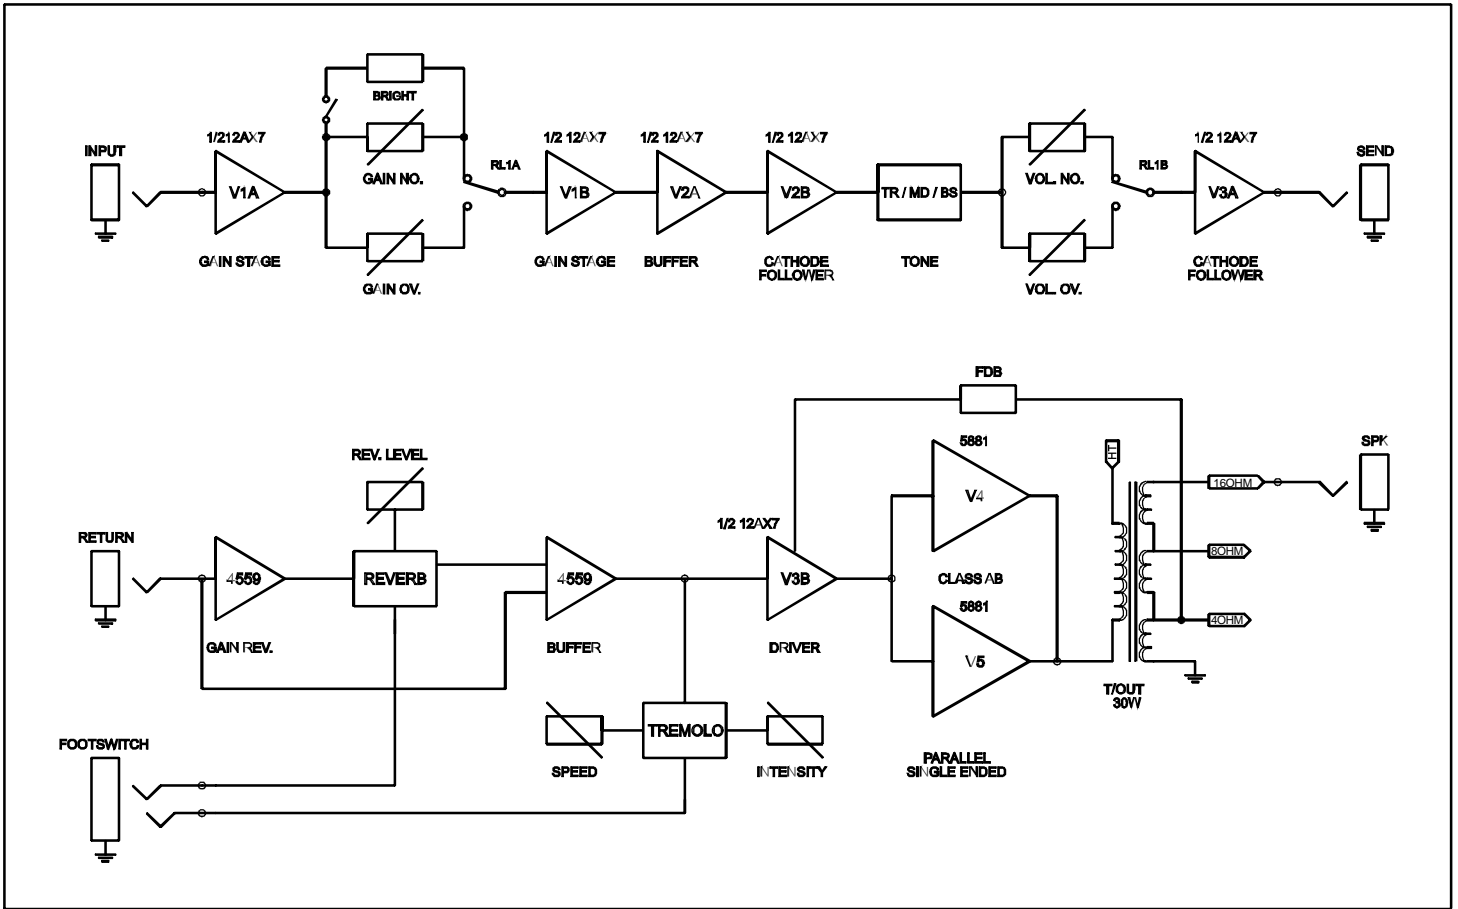 BRIGHT
1/212AX7
1/2 12AX7
1/2 12AX7
1/2 12AX7
1/2 12AX7
INPUT
SEND
RL1A
RL1B
GAIN NO.
VOL. NO.
V1A
V1B
V2A
V2B
TR / MD / BS
V3A
GAIN STAGE
GAIN STAGE
BUFFER
CATHODE
FOLLOWER
TONE
CATHODE
FOLLOWER
GAIN OV.
VOL. OV.
FDB
5881
SPK
REV. LEVEL
HT
16OHM
V4
1/2 12AX7
RETURN
8OHM
4559
REVERB
4559
V3B
CLASS AB
5881
4OHM
GAIN REV.
BUFFER
DRIVER
V5
T/OUT
30W
TREMOLO
FOOTSWITCH
SPEED
INTENSITY
PARALLEL
SINGLE ENDED